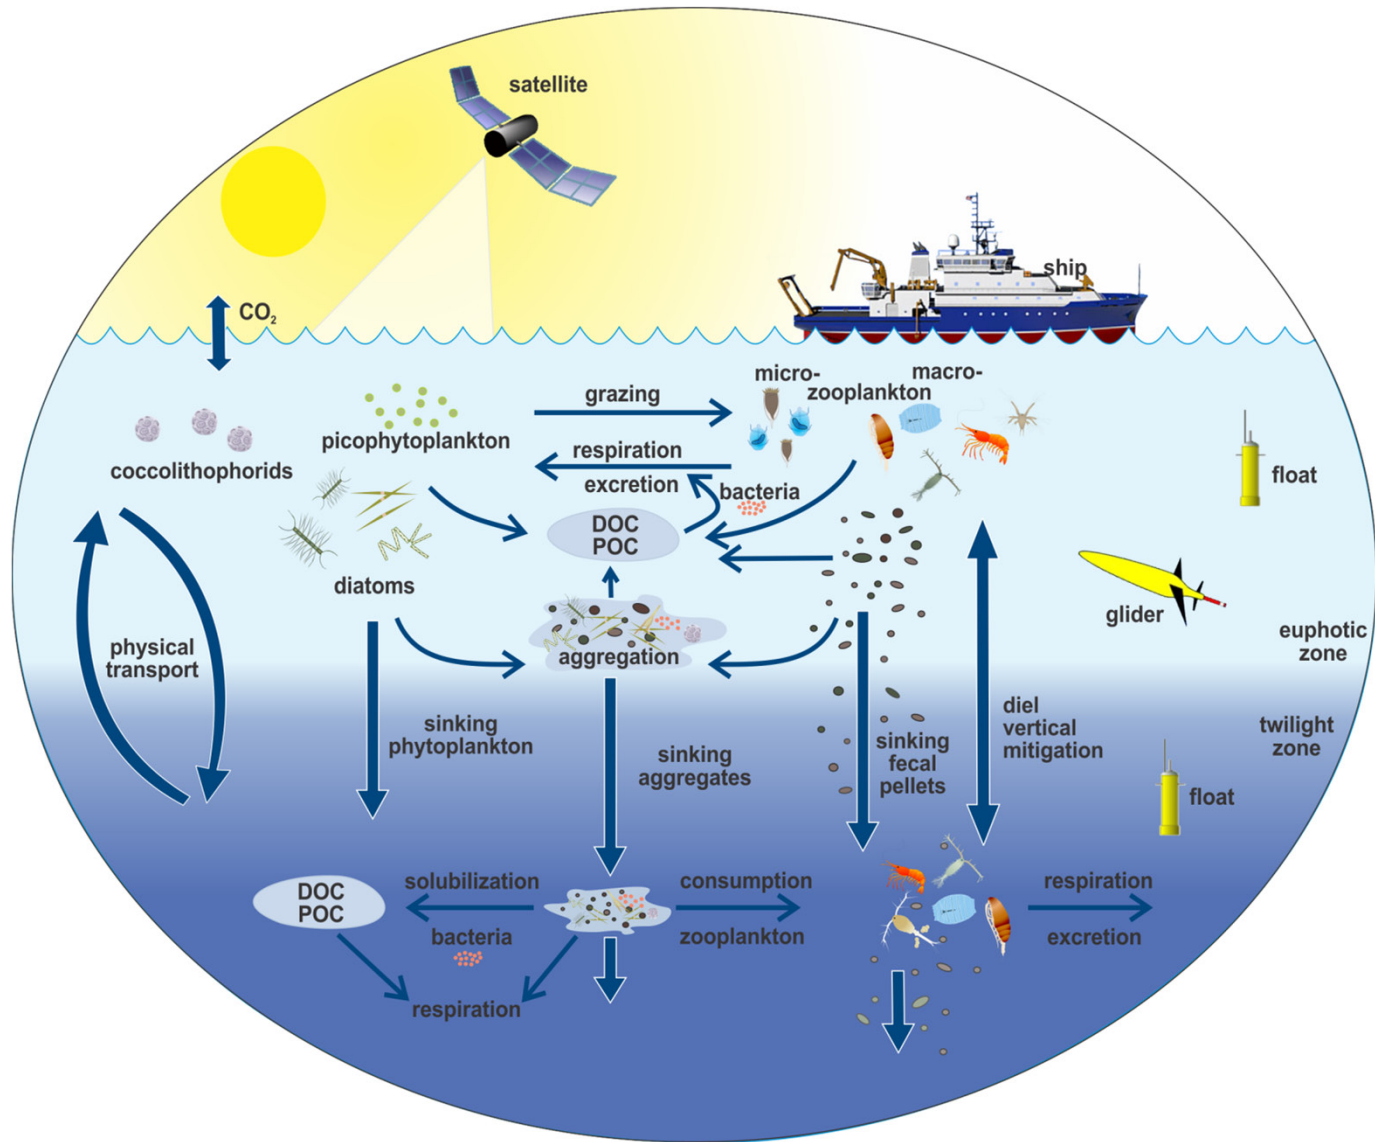 satellite
ship
CO₂
micro-
macro-
zooplankton
grazing
picophytoplankton
coccolithophorids
respiration
excretion
bacteria
float
DOC
POC
diatoms
glider
aggregation
physical
transport
euphotic
zone
sinking
phytoplankton
sinking
aggregates
sinking
fecal
pellets
diel
vertical
mitigation
twilight
zone
float
DOC
POC
solubilization
bacteria
consumption
zooplankton
respiration
excretion
respiration